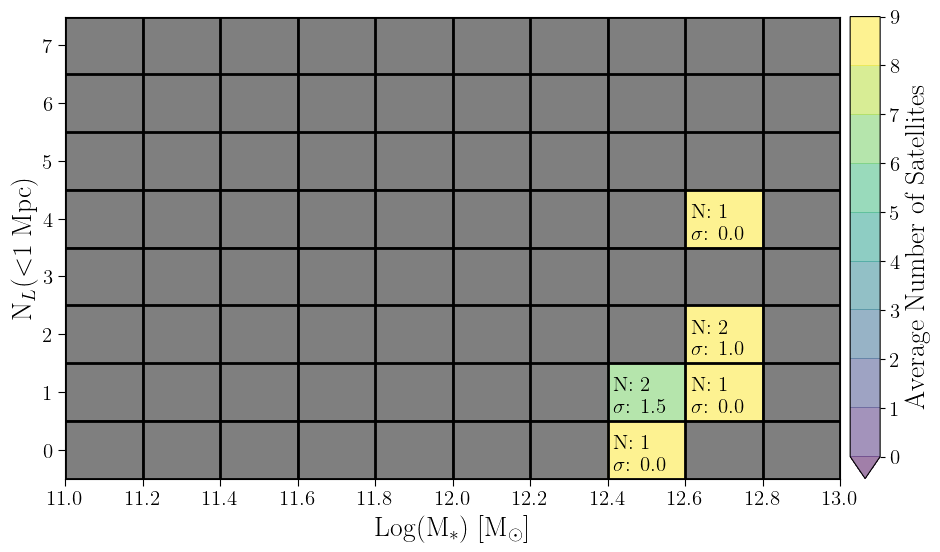 7
6
5
4
3
2
1
0
N_L(<1 Mpc)
N: 1
σ: 0.0
N: 2
σ: 1.0
N: 2
σ: 1.5
N: 1
σ: 0.0
N: 1
σ: 0.0
11.0 11.2 11.4 11.6 11.8 12.0 12.2 12.4 12.6 12.8 13.0
Log(M_*) [M_⊙]
9
8
7
6
5
4
3
2
1
0
Average Number of Satellites